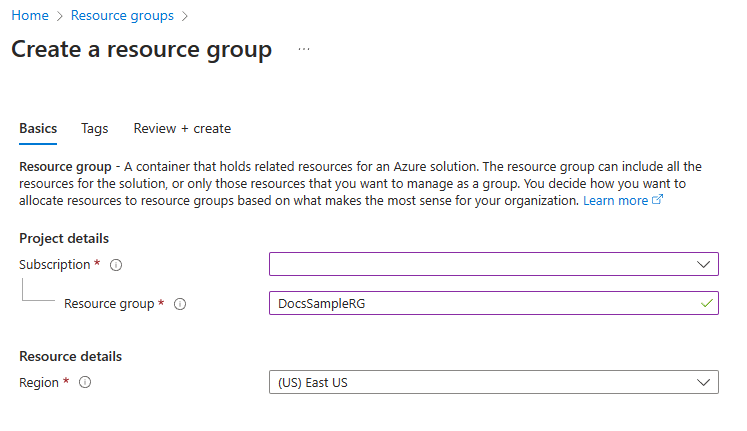 Home > Resource groups >
Create a resource group ...
Basics Tags Review + create
Resource group - A container that holds related resources for an Azure solution. The resource group can include all the
resources for the solution, or only those resources that you want to manage as a group. You decide how you want to
allocate resources to resource groups based on what makes the most sense for your organization. Learn more
Project details
Subscription *
Resource group * DocsSampleRG
Resource details
Region * (US) East US